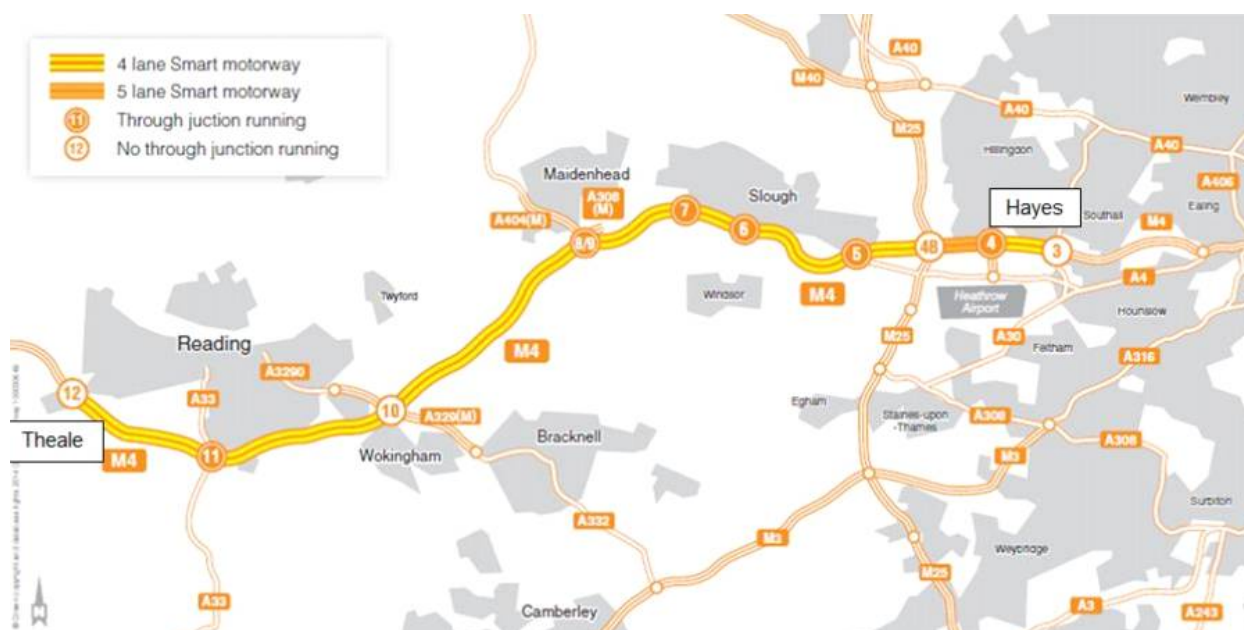 4 lane Smart motorway
5 lane Smart motorway
11 Through juction running
12 No through junction running
A40
M40
Wembley
A40
M25
Hillingdon
A40
Maidenhead
A308
(M)
A404(M)
Slough
Hayes
A406
Southall
M4
Ealing
7
6
8/9
5
4B
4
3
A4
Twyford
Windsor
M4
Heathrow
Airport
Hounslow
Reading
M4
M25
A30
Feltham
A316
A3290
12
A33
10
A329(M)
Egham
Staines-upon
-Thames
A308
A308
Theale
M4
11
Wokingham
Bracknell
M3
A332
Surbiton
M3
Weybridge
M25
A33
Camberley
A3
A243
N